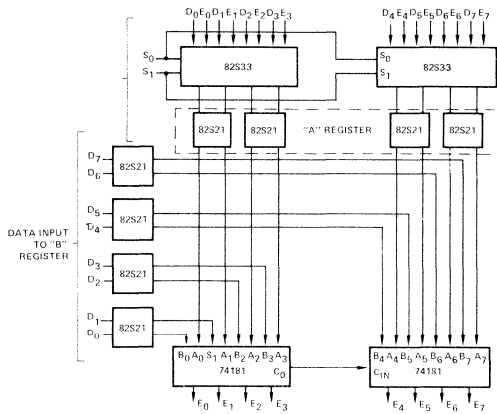 D0 E0 D1 E1 D2 E2 D3 E3
D4 E4 D5 E5 D6 E6 D7 E7
S0
S1
82S33
S0
S1
82S33
82S21
82S21
"A" REGISTER
82S21
82S21
D7
D6
82S21
D5
D4
82S21
DATA INPUT
TO "B"
REGISTER
D3
D2
82S21
D1
D0
82S21
B0 A0 S1 A1 B2 A2 B3 A3
74181
C0
B4 A4 B5 A5 B6 A6 B7 A7
CIN
74181
E0 E1 E2 E3
E4 E5 E6 E7